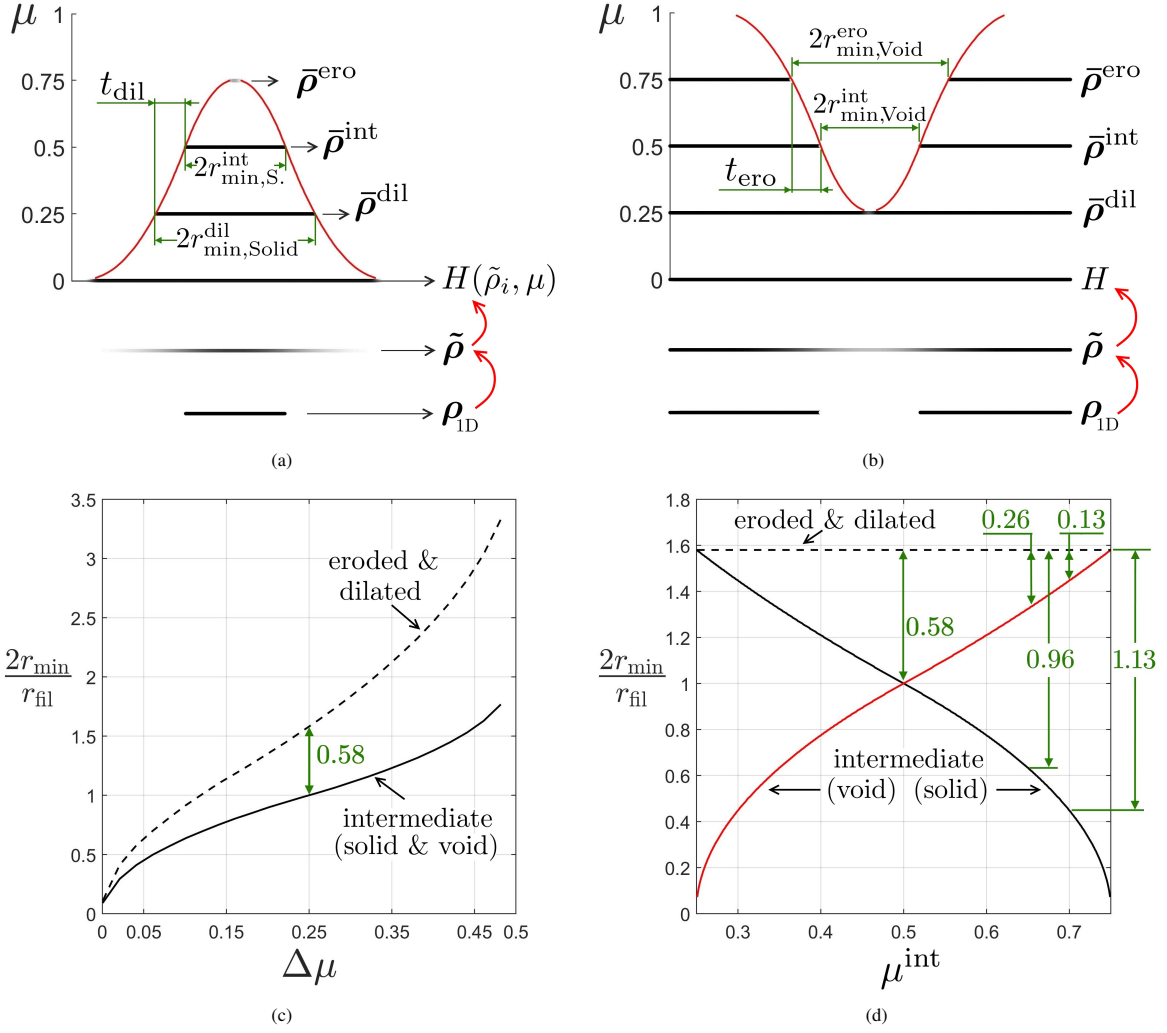 μ
1
0.75
0.5
0.25
0
t_dil
ρ̄^ero
ρ̄^int
ρ̄^dil
2r^int_min,S.
2r^dil_min,Solid
H(ρ̃_i, μ)
ρ̃
ρ_1D
(a)
μ
1
0.75
0.5
0.25
0
2r^ero_min,Void
2r^int_min,Void
t_ero
ρ̄^ero
ρ̄^int
ρ̄^dil
H
ρ̃
ρ_1D
(b)
3.5
3
2.5
2
1.5
1
0.5
0
2r_min
r_fil
eroded &
dilated
0.58
intermediate
(solid & void)
0 0.05 0.15 0.25 0.35 0.45 0.5
Δμ
(c)
1.8
1.6
1.4
1.2
1
0.8
0.6
0.4
0.2
0
2r_min
r_fil
eroded & dilated
0.26
0.13
0.58
0.96
1.13
intermediate
(void) (solid)
0.3 0.4 0.5 0.6 0.7
μ^int
(d)